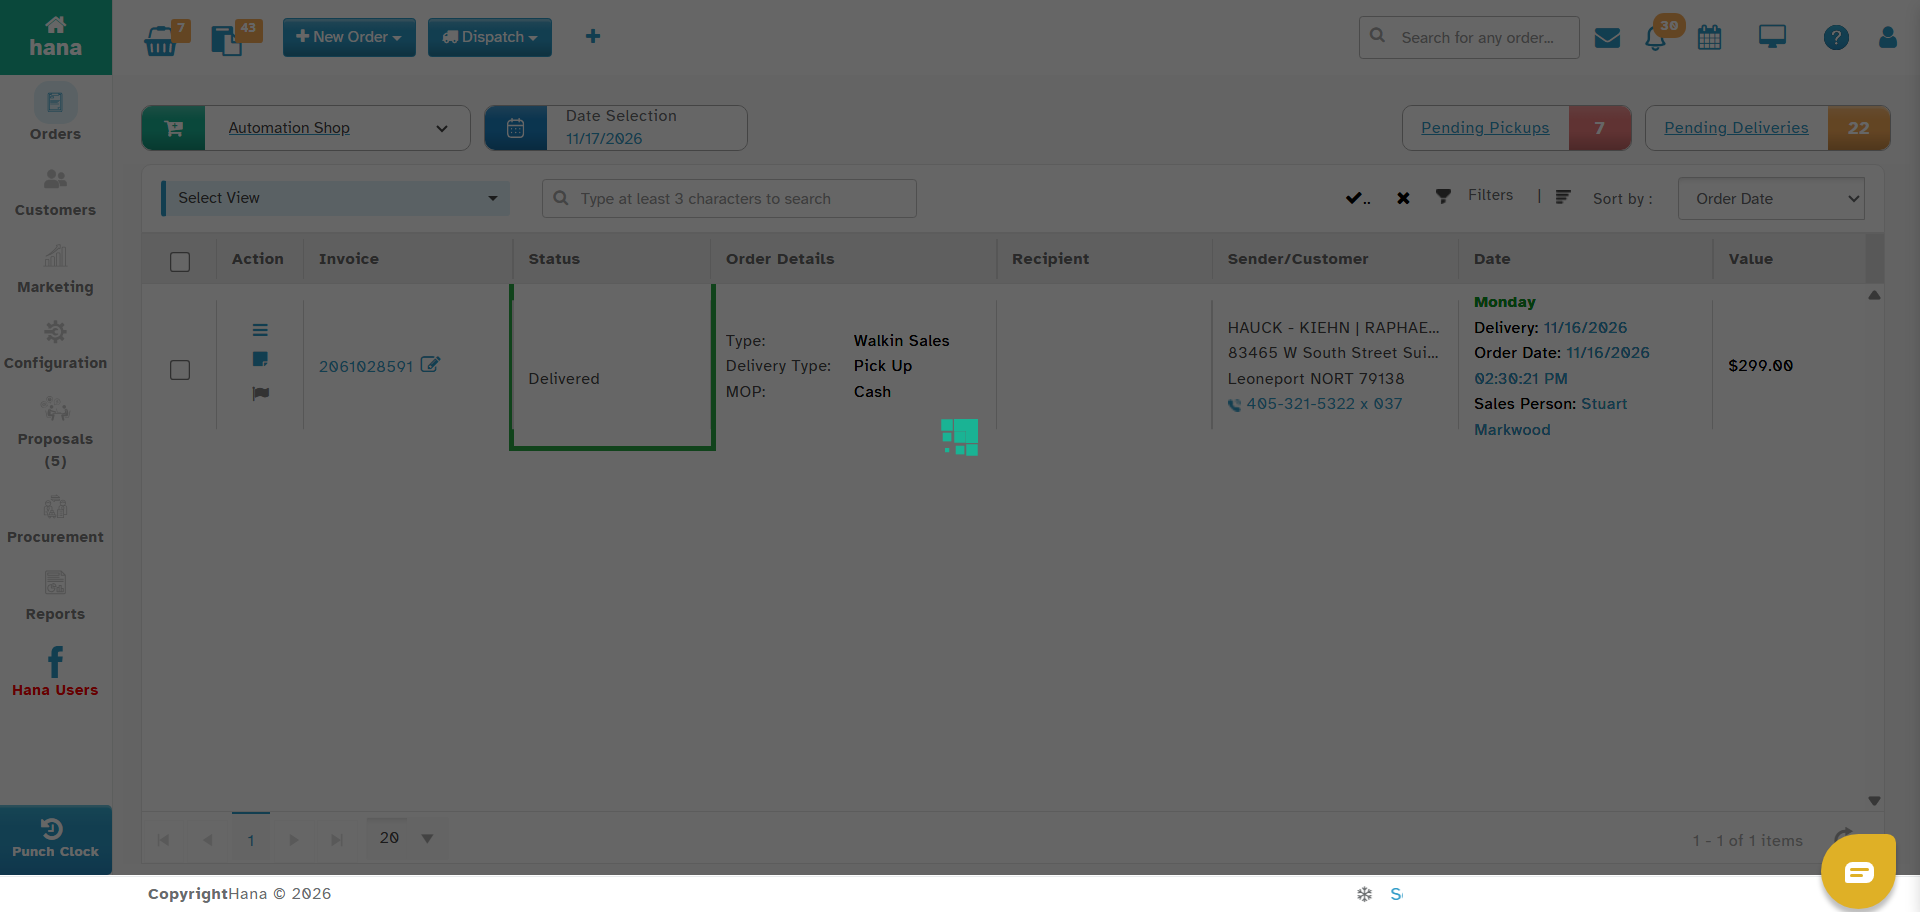 hana
7
43
New Order
Dispatch
Search for any order...
30
Orders
Customers
Marketing
Configuration
Proposals
(5)
Procurement
Reports
Hana Users
Punch Clock
Automation Shop
Date Selection
11/17/2026
Pending Pickups
7
Pending Deliveries
22
Select View
Type at least 3 characters to search
..
Filters
|
Sort by :
Order Date
Action
Invoice
Status
Order Details
Recipient
Sender/Customer
Date
Value
2061028591
Delivered
Type: Walkin Sales
Delivery Type: Pick Up
MOP: Cash
HAUCK - KIEHN | RAPHAE...
83465 W South Street Sui...
Leoneport NORT 79138
405-321-5322 x 037
Monday
Delivery: 11/16/2026
Order Date: 11/16/2026
02:30:21 PM
Sales Person: Stuart
Markwood
$299.00
1
20
1 - 1 of 1 items
CopyrightHana © 2026